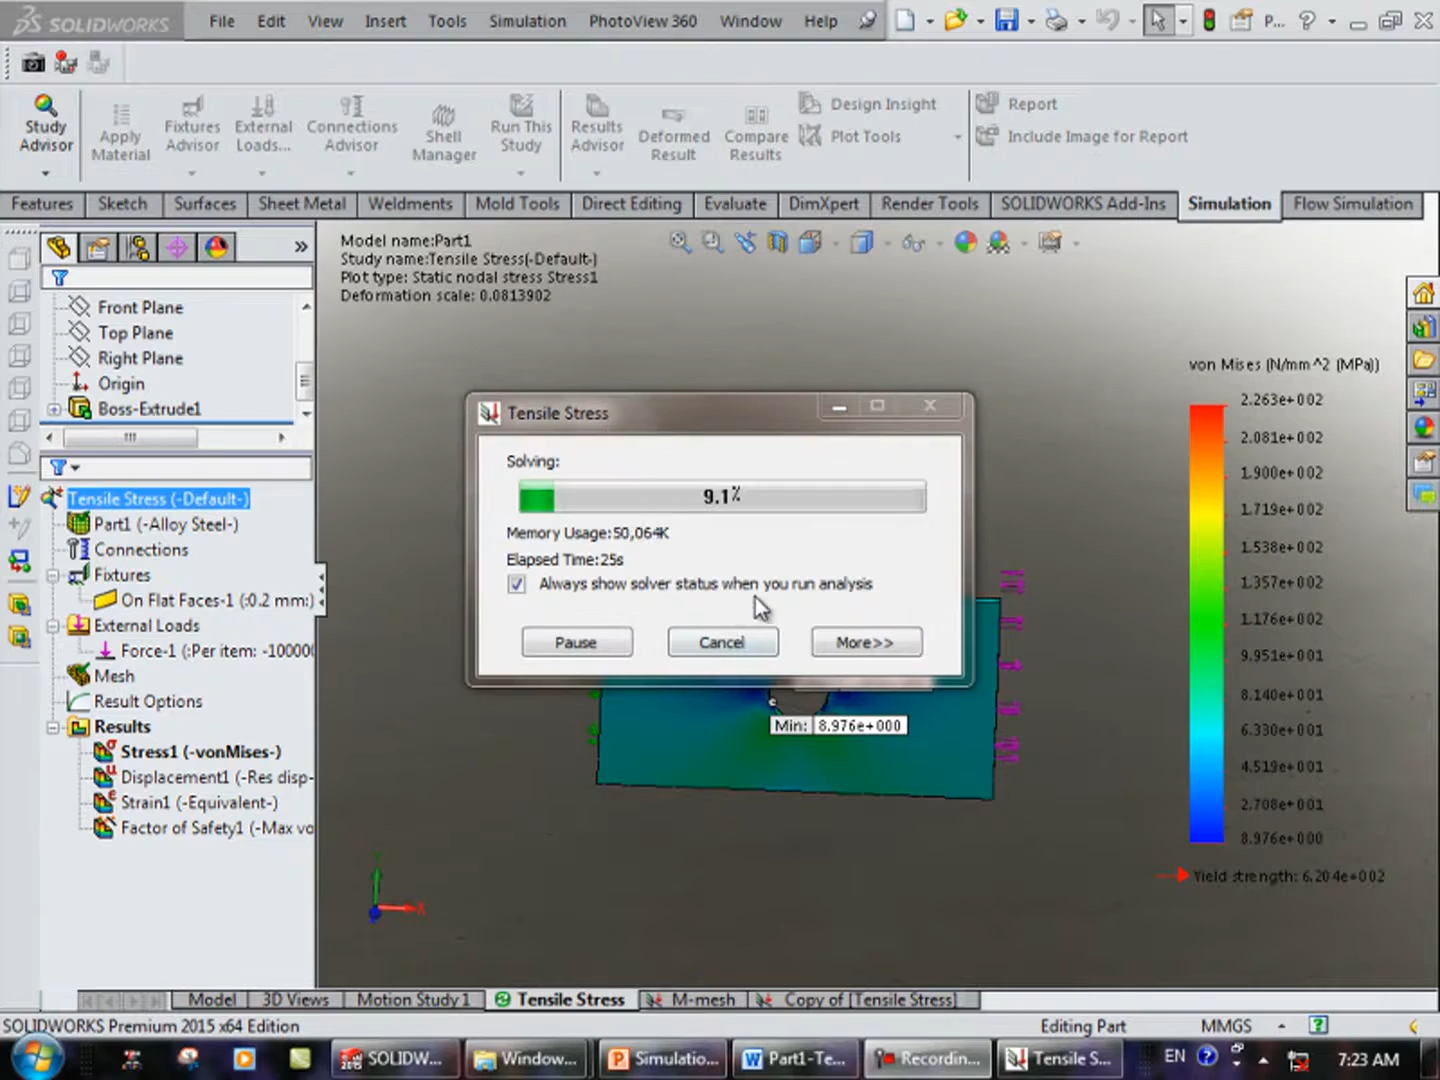 SOLIDWORKS File Edit View Insert Tools Simulation PhotoView 360 Window Help P... ?
Study Advisor
Apply Material
Fixtures Advisor
External Loads...
Connections Advisor
Shell Manager
Run This Study
Results Advisor
Deformed Result
Compare Results
Design Insight
Plot Tools
Report
Include Image for Report
Features Sketch Surfaces Sheet Metal Weldments Mold Tools Direct Editing Evaluate DimXpert Render Tools SOLIDWORKS Add-Ins Simulation Flow Simulation
Model name:Part1
Study name:Tensile Stress(-Default-)
Plot type: Static nodal stress Stress1
Deformation scale: 0.0813902
Front Plane
Top Plane
Right Plane
Origin
Boss-Extrude1
Tensile Stress (-Default-)
Part1 (-Alloy Steel-)
Connections
Fixtures
On Flat Faces-1 (:0.2 mm:)
External Loads
Force-1 (:Per item: -100000
Mesh
Result Options
Results
Stress1 (-vonMises-)
Displacement1 (-Res disp-
Strain1 (-Equivalent-)
Factor of Safety1 (-Max vo
Tensile Stress
Solving:
9.1%
Memory Usage:50,064K
Elapsed Time:25s
Always show solver status when you run analysis
Pause Cancel More>>
Min: 8.976e+000
von Mises (N/mm^2 (MPa))
2.263e+002
2.081e+002
1.900e+002
1.719e+002
1.538e+002
1.357e+002
1.176e+002
9.951e+001
8.140e+001
6.330e+001
4.519e+001
2.708e+001
8.976e+000
Yield strength: 6.204e+002
X
Model 3D Views Motion Study 1 Tensile Stress M-mesh Copy of [Tensile Stress]
SOLIDWORKS Premium 2015 x64 Edition Editing Part MMGS
SOLIDW... Window... Simulatio... Part1-Te... Recordin... Tensile S... EN 7:23 AM